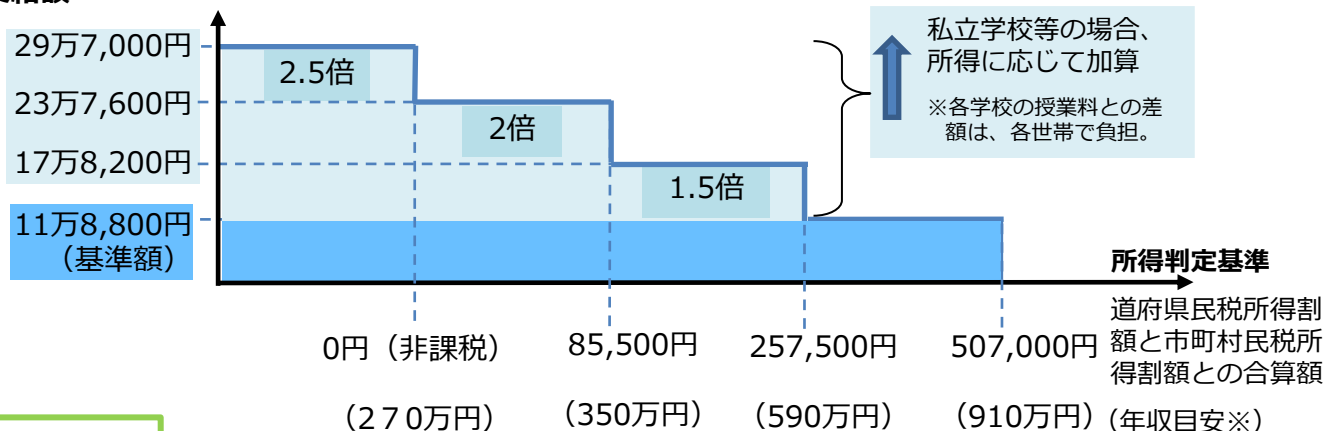 29万7,000円
23万7,600円
17万8,200円
11万8,800円
（基準額）
2.5倍
2倍
1.5倍
私立学校等の場合、
所得に応じて加算
※各学校の授業料との差
額は、各世帯で負担。
所得判定基準
道府県民税所得割
額と市町村民税所
得割額との合算額
0円（非課税）
85,500円
257,500円
507,000円
（２７０万円）
（350万円）
（590万円）
（910万円）
（年収目安※）